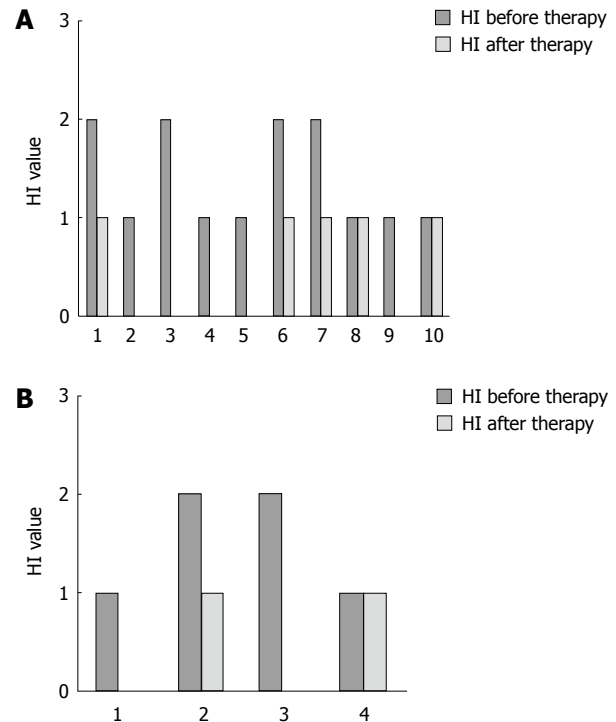 A
HI before therapy
HI after therapy
HI value
3
2
1
0
1 2 3 4 5 6 7 8 9 10
B
HI before therapy
HI after therapy
HI value
3
2
1
0
1 2 3 4